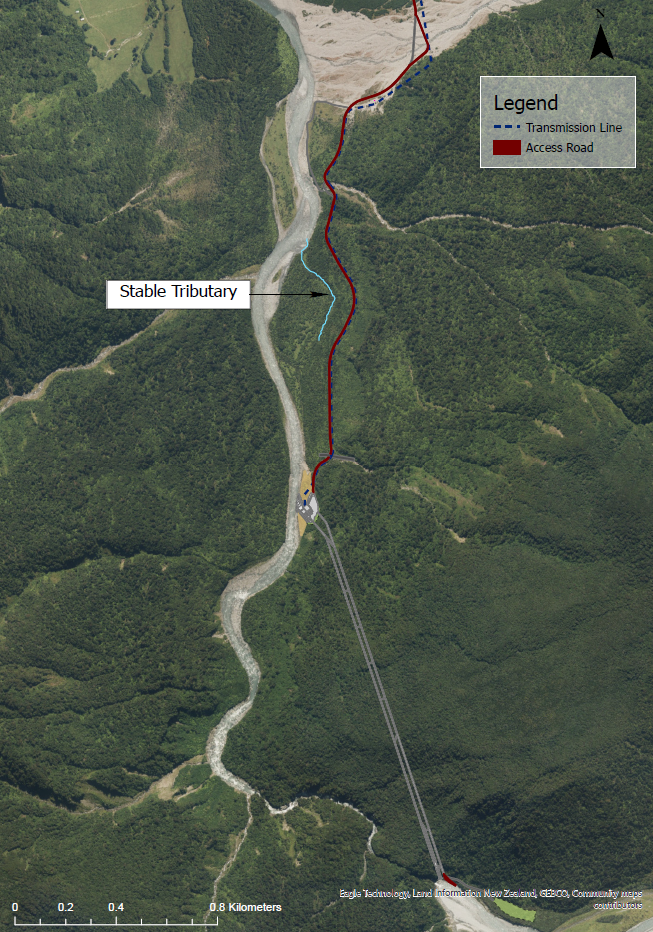 N
Legend
Transmission Line
Access Road
Stable Tributary
Eagle Technology, Land Information New Zealand, GEBCO, Community maps
contributors
0 0.2 0.4 0.8 Kilometers